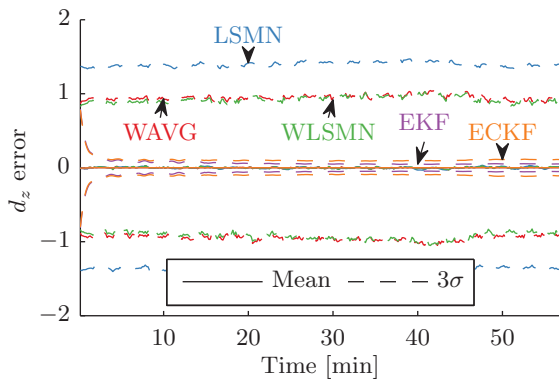 2
1
0
−1
−2
d_z error
LSMN
WAVG
WLSMN
EKF
ECKF
Mean
3σ
10
20
30
40
50
Time [min]